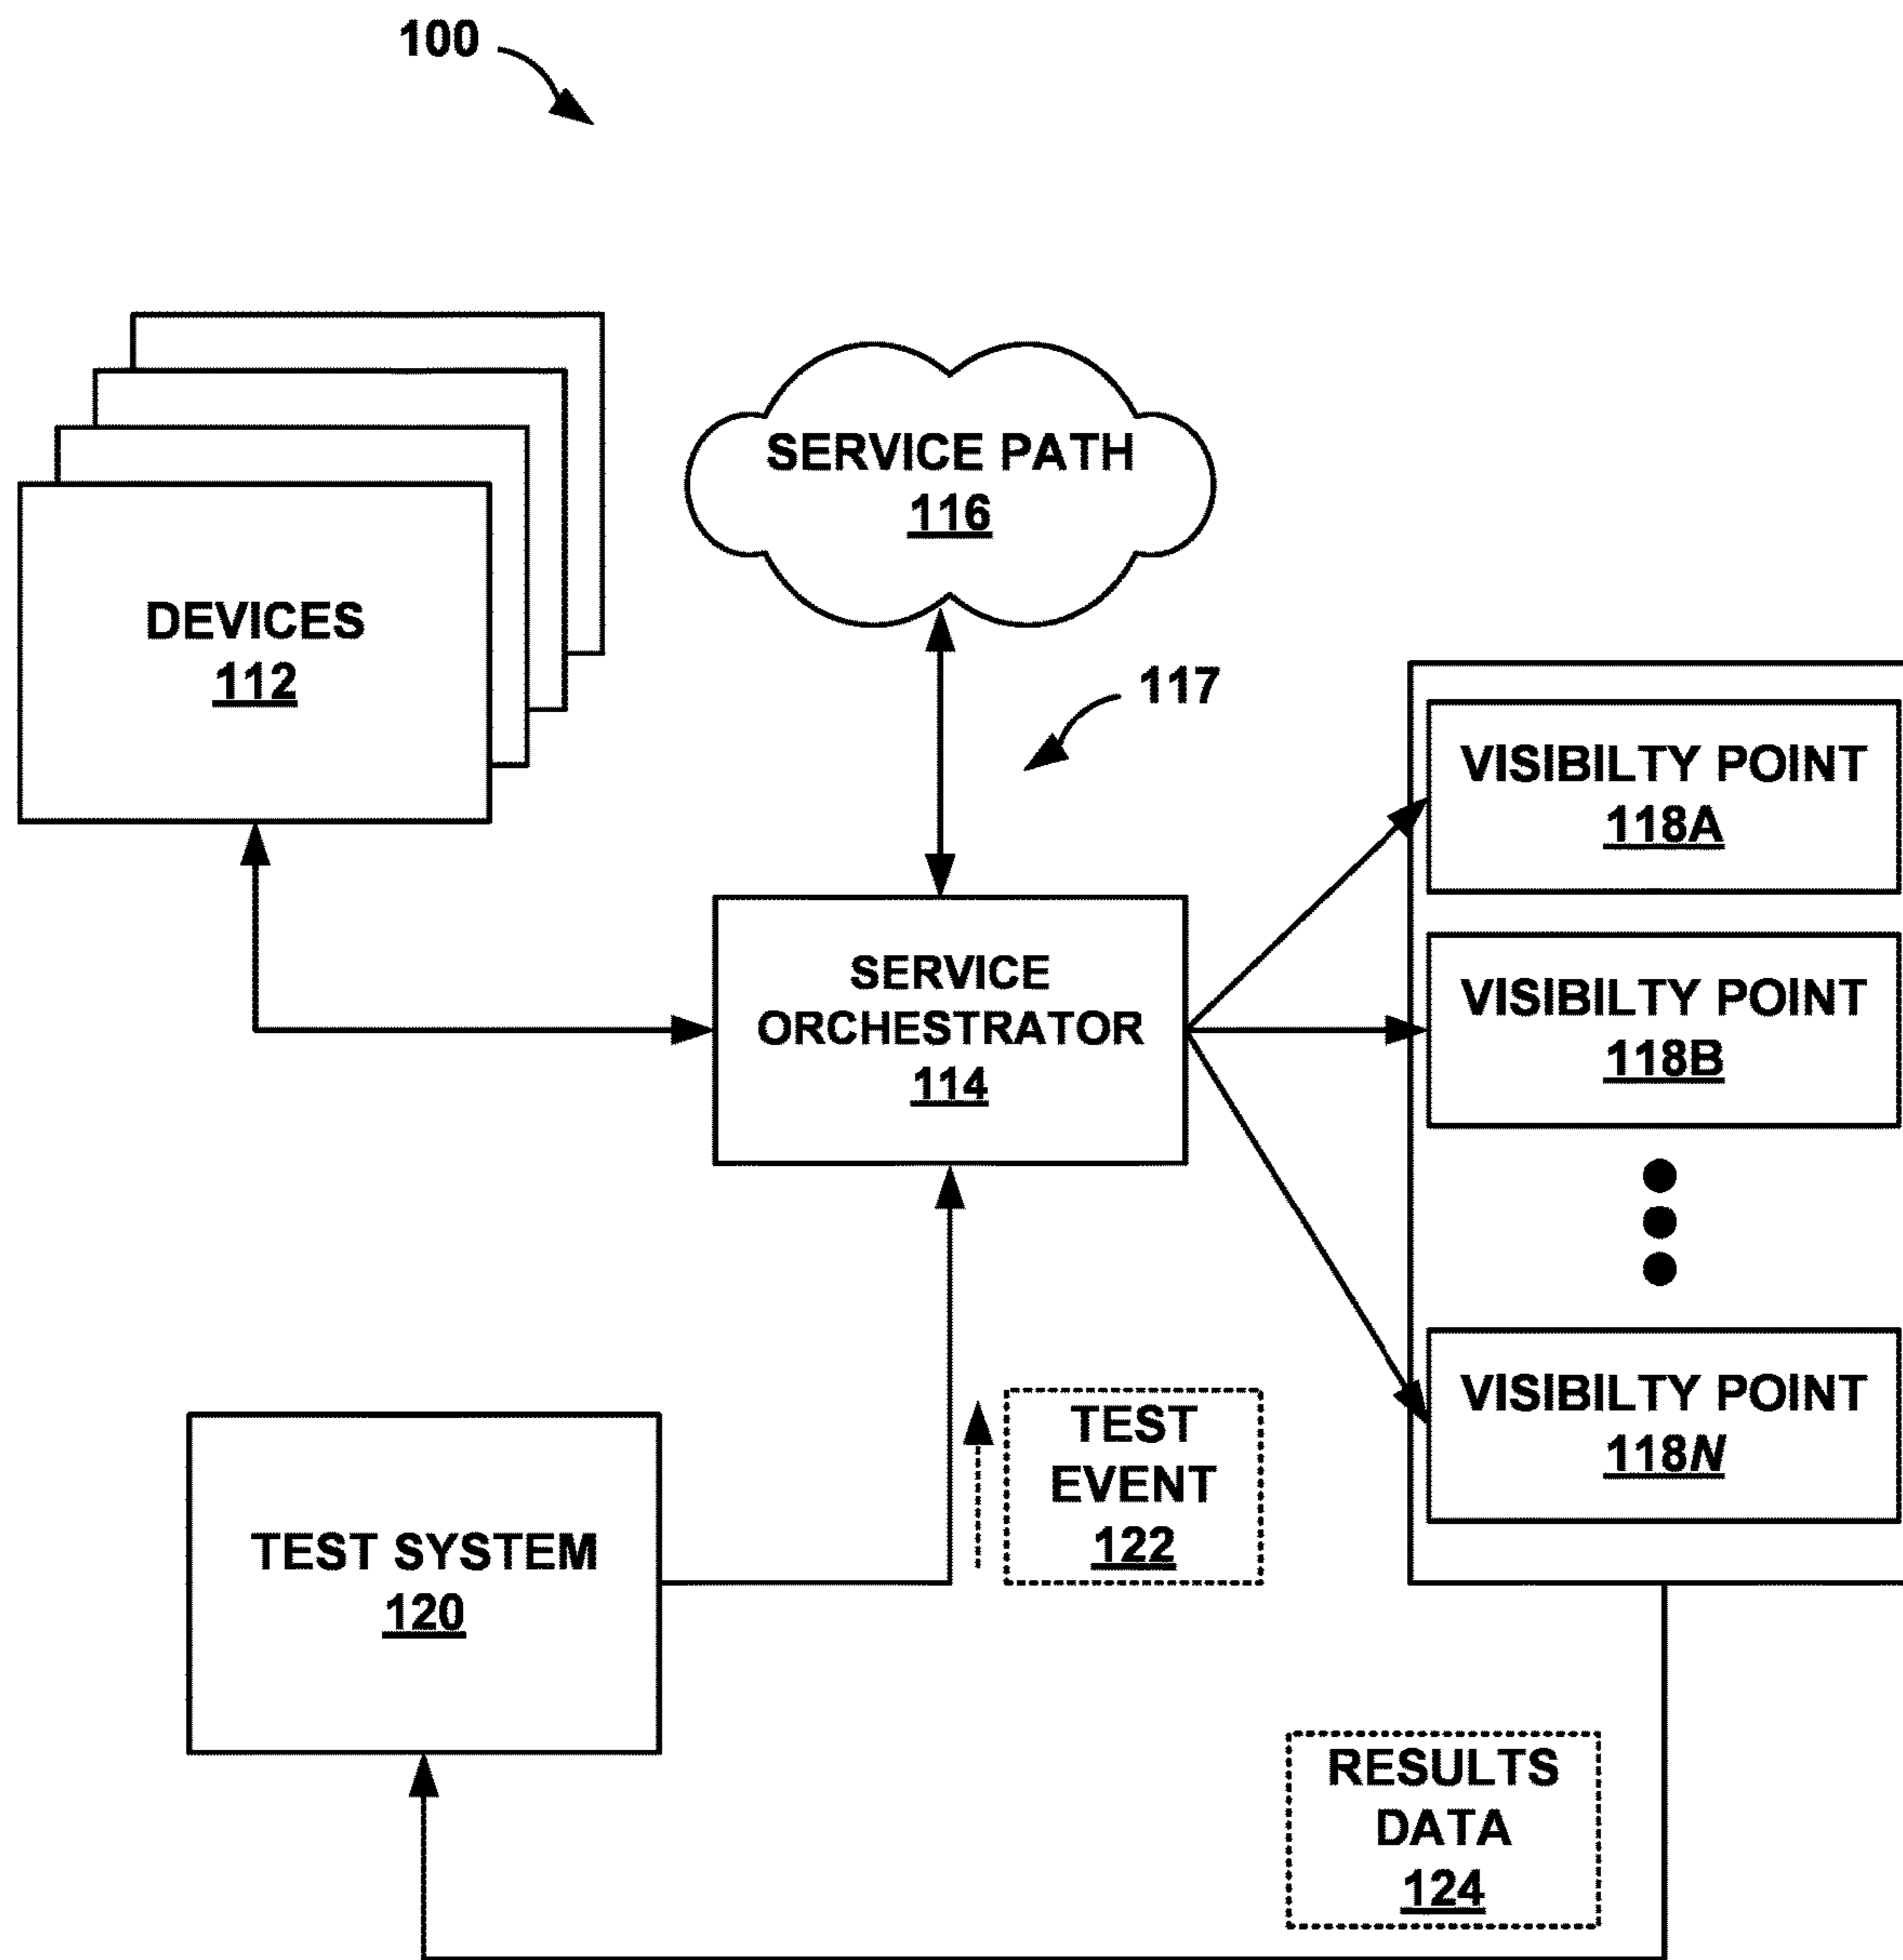 100
SERVICE PATH
116
DEVICES
112
117
VISIBILTY POINT
118A
SERVICE
ORCHESTRATOR
114
VISIBILTY POINT
118B
VISIBILTY POINT
118N
TEST
EVENT
122
TEST SYSTEM
120
RESULTS
DATA
124